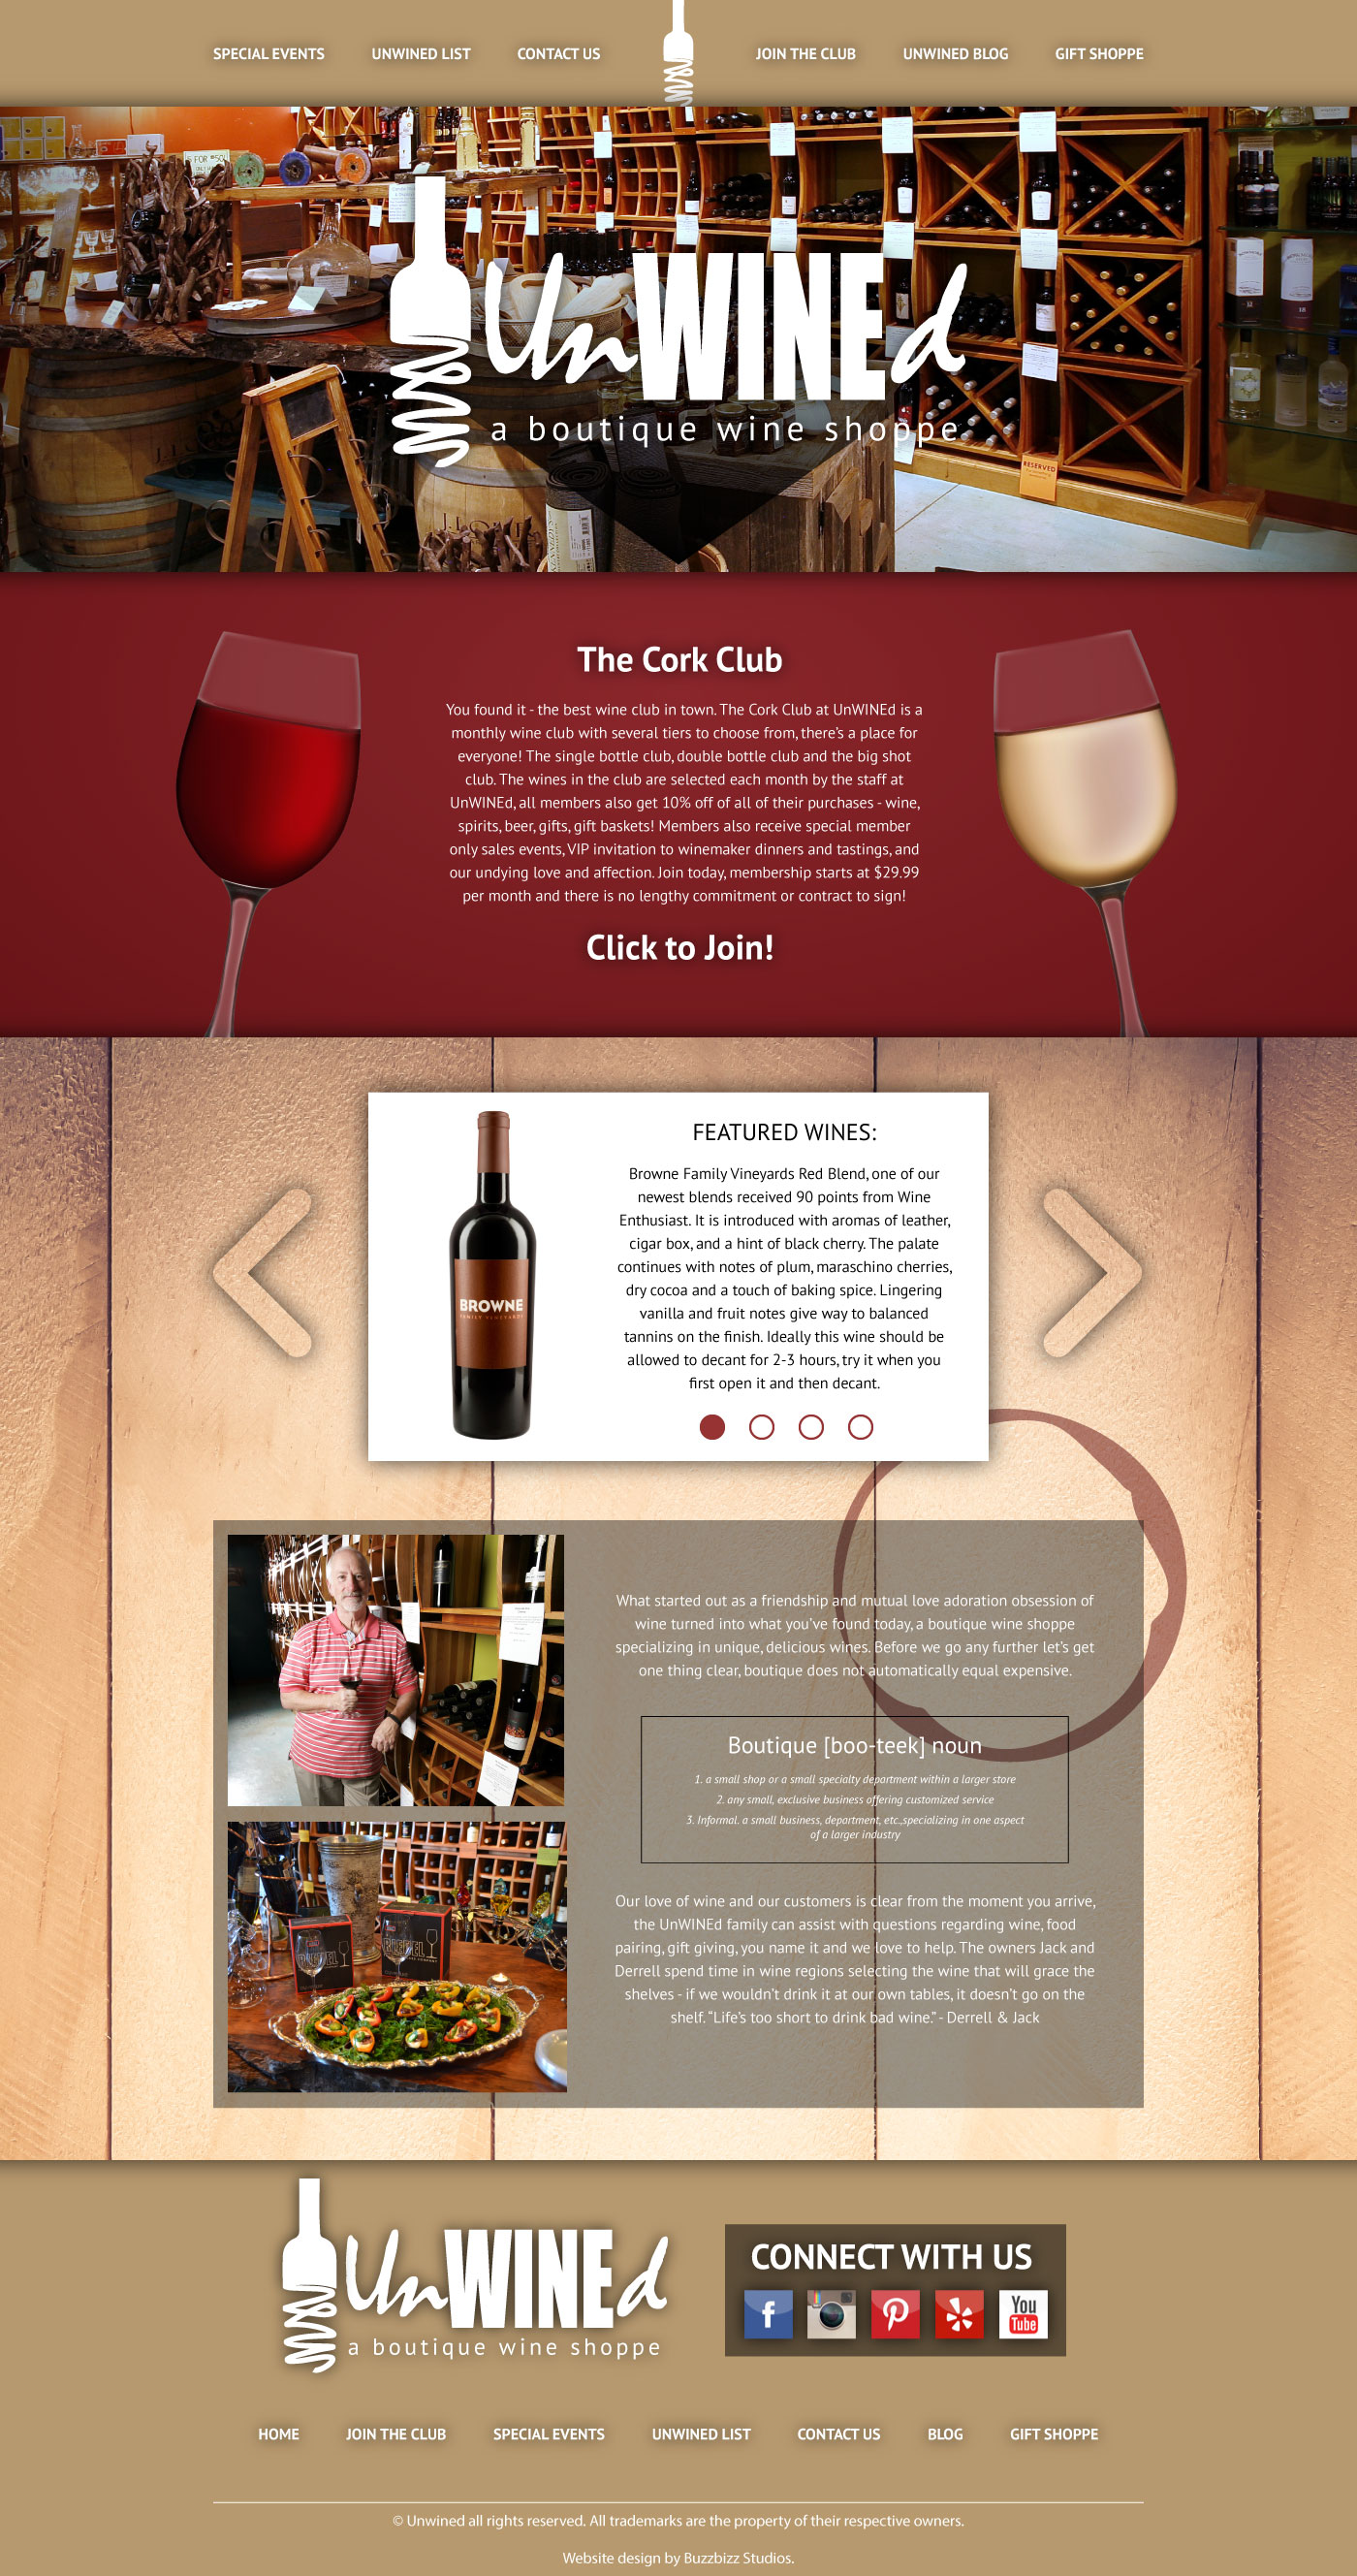 SPECIAL EVENTS
UNWINED LIST
CONTACT US
JOIN THE CLUB
UNWINED BLOG
GIFT SHOPPE
UnWINEd
a boutique wine shoppe
RESERVED
The Cork Club
You found it - the best wine club in town. The Cork Club at UnWINEd is a
monthly wine club with several tiers to choose from, there's a place for
everyone! The single bottle club, double bottle club and the big shot
club. The wines in the club are selected each month by the staff at
UnWINEd, all members also get 10% off of all of their purchases - wine,
spirits, beer, gifts, gift baskets! Members also receive special member
only sales events, VIP invitation to winemaker dinners and tastings, and
our undying love and affection. Join today, membership starts at $29.99
per month and there is no lengthy commitment or contract to sign!
Click to Join!
FEATURED WINES:
Browne Family Vineyards Red Blend, one of our
newest blends received 90 points from Wine
Enthusiast. It is introduced with aromas of leather,
cigar box, and a hint of black cherry. The palate
continues with notes of plum, maraschino cherries,
dry cocoa and a touch of baking spice. Lingering
vanilla and fruit notes give way to balanced
tannins on the finish. Ideally this wine should be
allowed to decant for 2-3 hours, try it when you
first open it and then decant.
BROWNE
FAMILY VINEYARDS
What started out as a friendship and mutual love adoration obsession of
wine turned into what you've found today, a boutique wine shoppe
specializing in unique, delicious wines. Before we go any further let's get
one thing clear, boutique does not automatically equal expensive.
Boutique [boo-teek] noun
1. a small shop or a small specialty department within a larger store
2. any small, exclusive business offering customized service
3. Informal. a small business, department, etc.,specializing in one aspect
of a larger industry
Our love of wine and our customers is clear from the moment you arrive,
the UnWINEd family can assist with questions regarding wine, food
pairing, gift giving, you name it and we love to help. The owners Jack and
Derrell spend time in wine regions selecting the wine that will grace the
shelves - if we wouldn't drink it at our own tables, it doesn't go on the
shelf. “Life's too short to drink bad wine.” - Derrell & Jack
RIEDEL
RIEDEL
UnWINEd
a boutique wine shoppe
CONNECT WITH US
You
Tube
HOME
JOIN THE CLUB
SPECIAL EVENTS
UNWINED LIST
CONTACT US
BLOG
GIFT SHOPPE
© Unwined all rights reserved. All trademarks are the property of their respective owners.
Website design by Buzzbizz Studios.